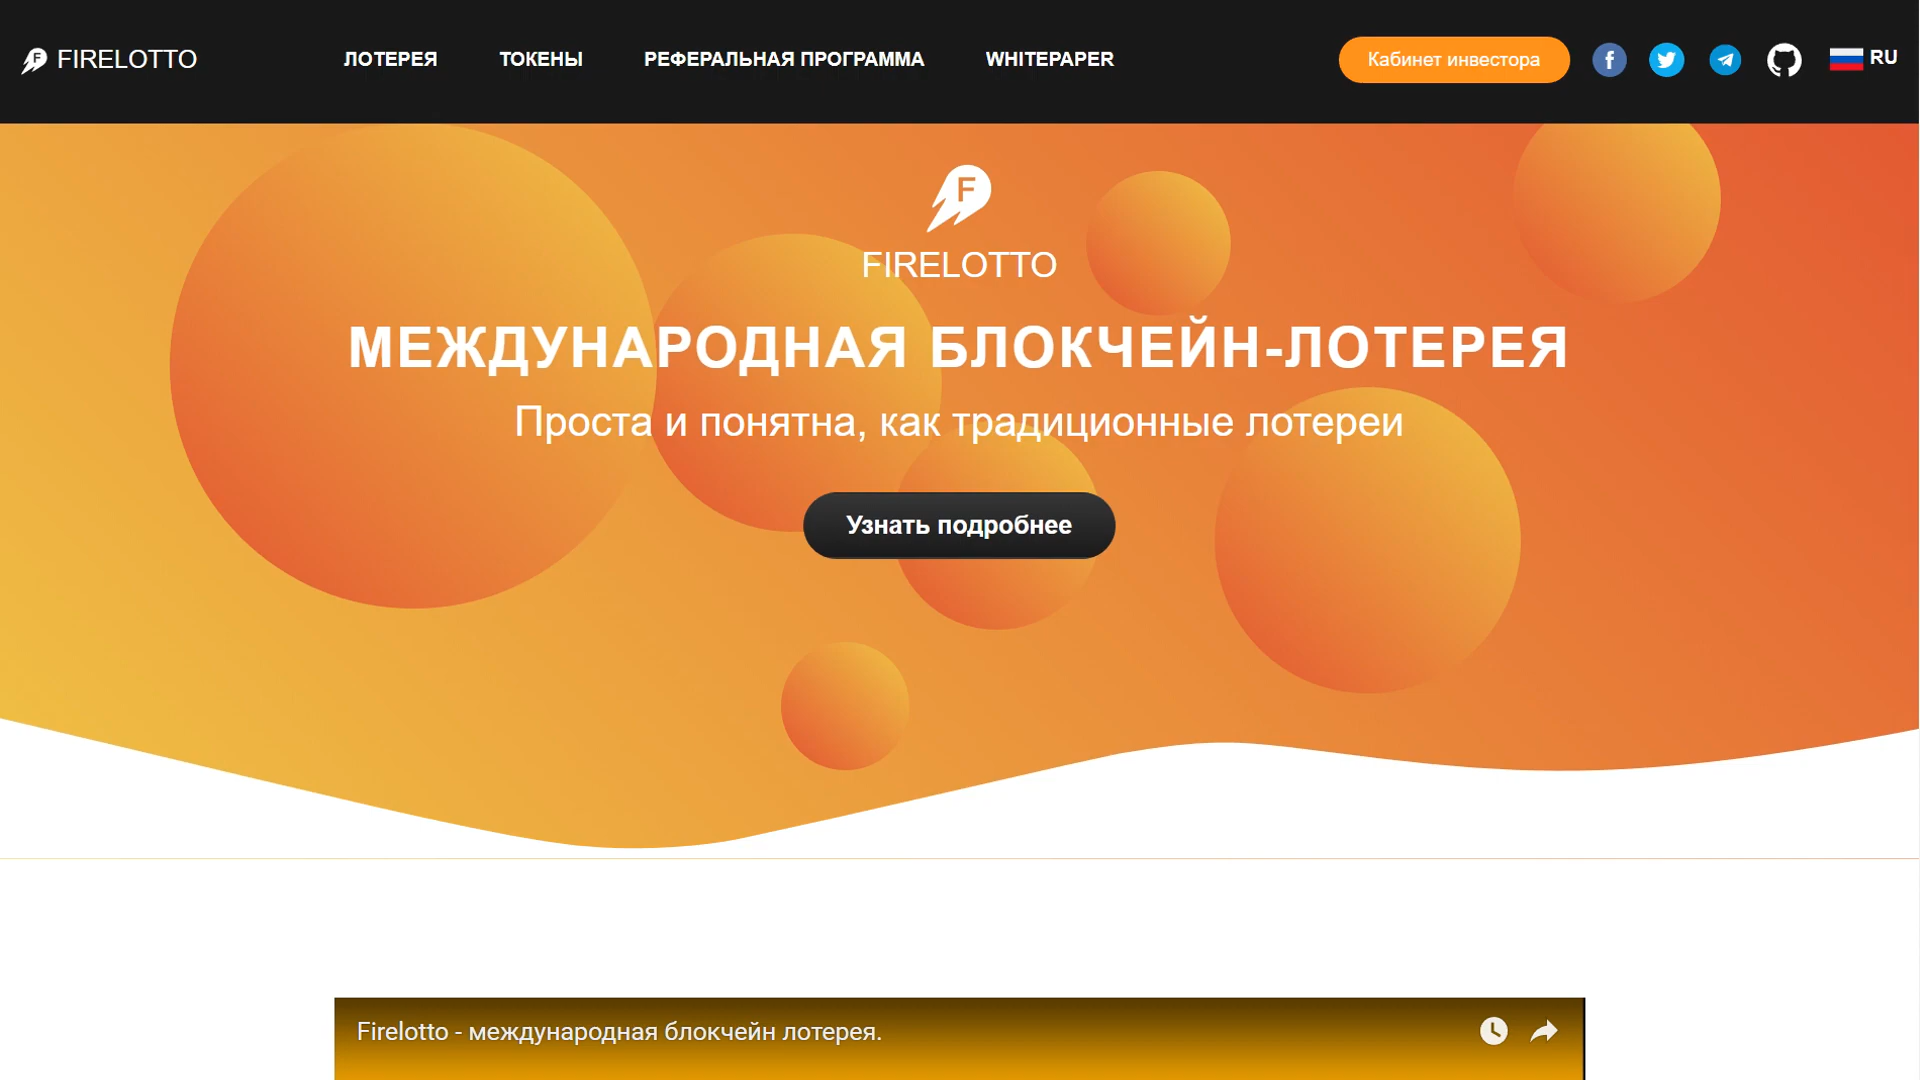 FIRELOTTO
ЛОТЕРЕЯ
ТОКЕНЫ
РЕФЕРАЛЬНАЯ ПРОГРАММА
WHITEPAPER
Кабинет инвестора
RU
F
FIRELOTTO
МЕЖДУНАРОДНАЯ БЛОКЧЕЙН-ЛОТЕРЕЯ
Проста и понятна, как традиционные лотереи
Узнать подробнее
Firelotto - международная блокчейн лотерея.